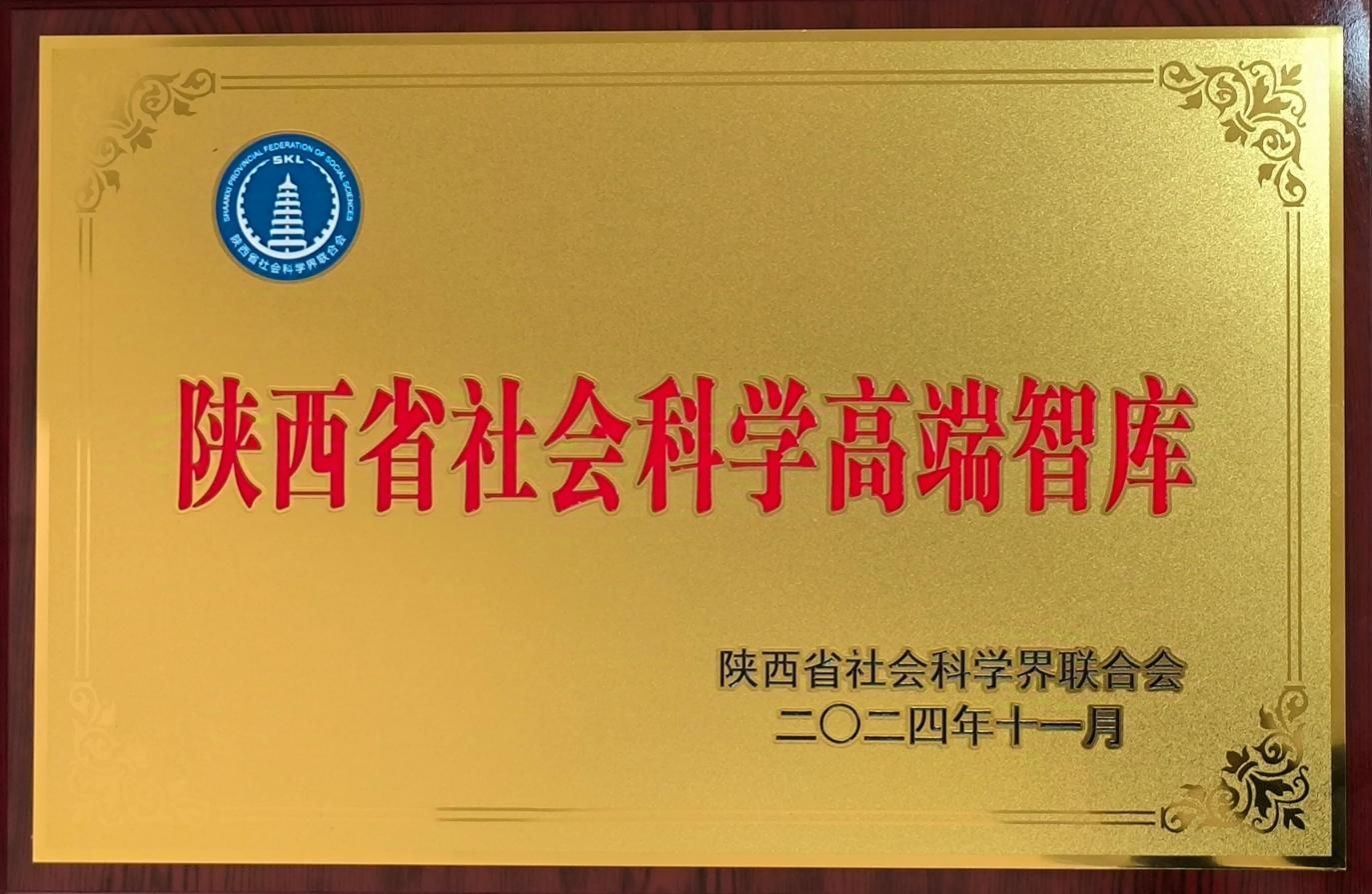 SHAANXI PROVINCIAL FEDERATION OF SOCIAL SCIENCES
SKL
陕西省社会科学界联合会
陕西省社会科学高端智库
陕西省社会科学界联合会
二〇二四年十一月